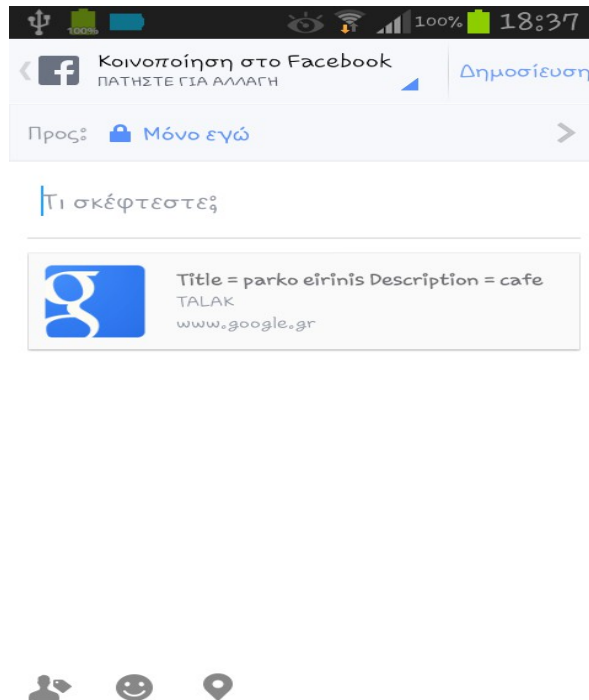 100% 100% 18:37
Κοινοποίηση στο Facebook
ΠΑΤΗΣΤΕ ΓΙΑ ΑΛΛΑΓΗ
Δημοσίευση
Προς: Μόνο εγώ
Τι σκέφτεστε;
Title = parko eirinis Description = cafe
TALAK
www.google.gr